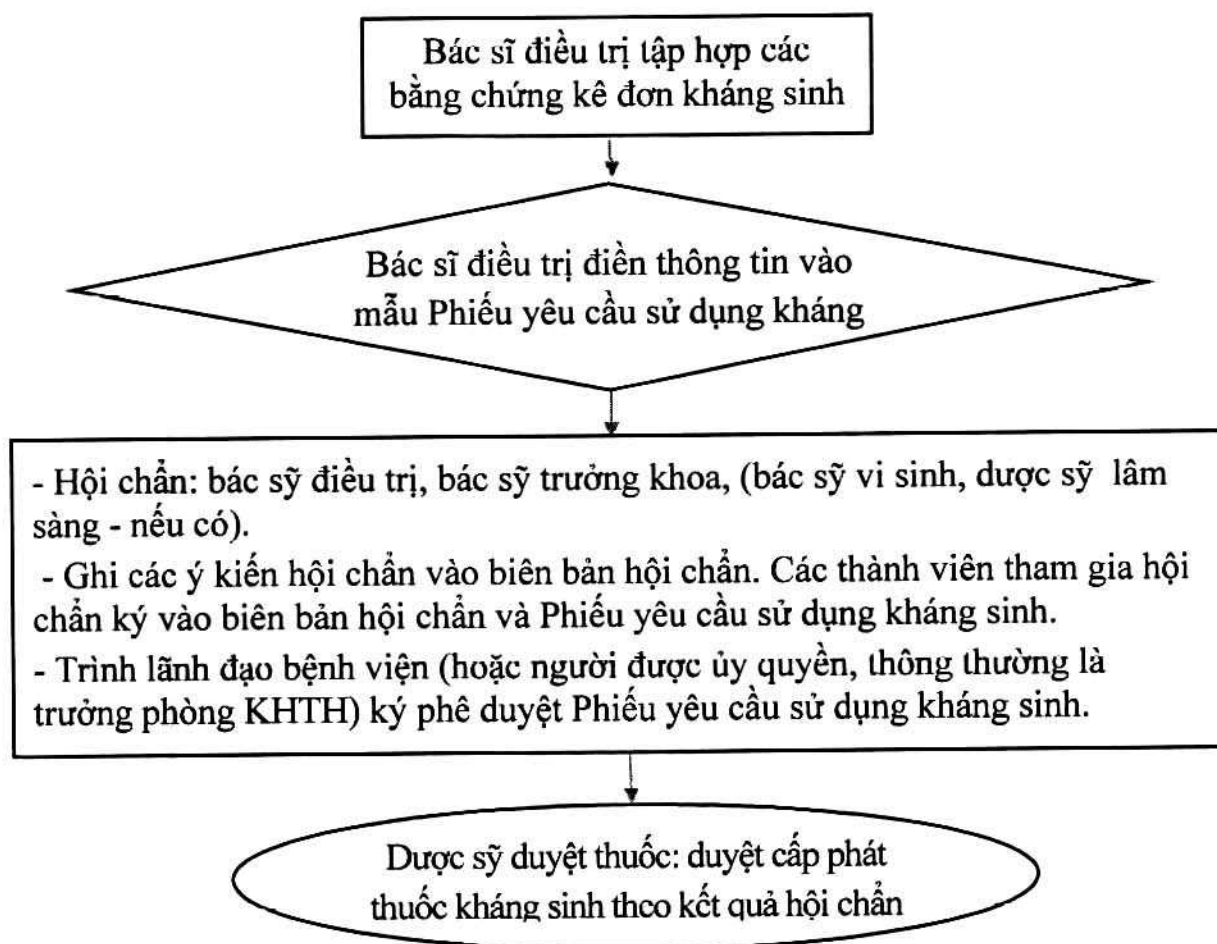 Bác sĩ điều trị tập hợp các
bằng chứng kê đơn kháng sinh
Bác sĩ điều trị điền thông tin vào
mẫu Phiếu yêu cầu sử dụng kháng
- Hội chẩn: bác sỹ điều trị, bác sỹ trưởng khoa, (bác sỹ vi sinh, dược sỹ lâm
sàng - nếu có).
- Ghi các ý kiến hội chẩn vào biên bản hội chẩn. Các thành viên tham gia hội
chẩn ký vào biên bản hội chẩn và Phiếu yêu cầu sử dụng kháng sinh.
- Trình lãnh đạo bệnh viện (hoặc người được ủy quyền, thông thường là
trưởng phòng KHTH) ký phê duyệt Phiếu yêu cầu sử dụng kháng sinh.
Dược sỹ duyệt thuốc: duyệt cấp phát
thuốc kháng sinh theo kết quả hội chẩn